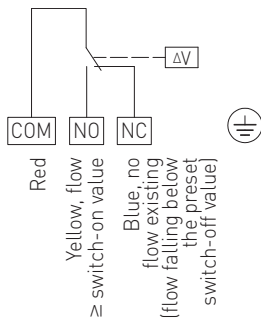 ΔV
COM
NO
NC
Red
Yellow, flow
≥ switch-on value
Blue, no
flow existing
(flow falling below
the preset
switch-off value)